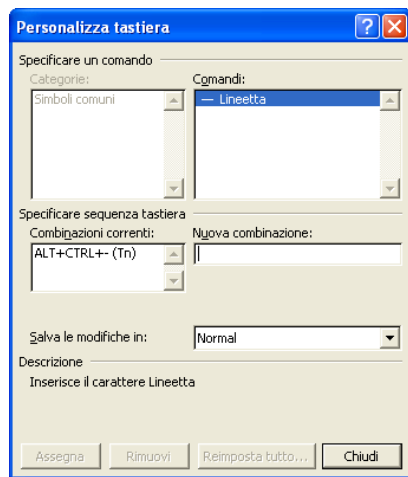 Personalizza tastiera
Specificare un comando
Categorie: Comandi:
Simboli comuni — Lineetta
Specificare sequenza tastiera
Combinazioni correnti: Nuova combinazione:
ALT+CTRL+- (Tn)
Salva le modifiche in: Normal
Descrizione
Inserisce il carattere Lineetta
Assegna Rimuovi Reimposta tutto... Chiudi